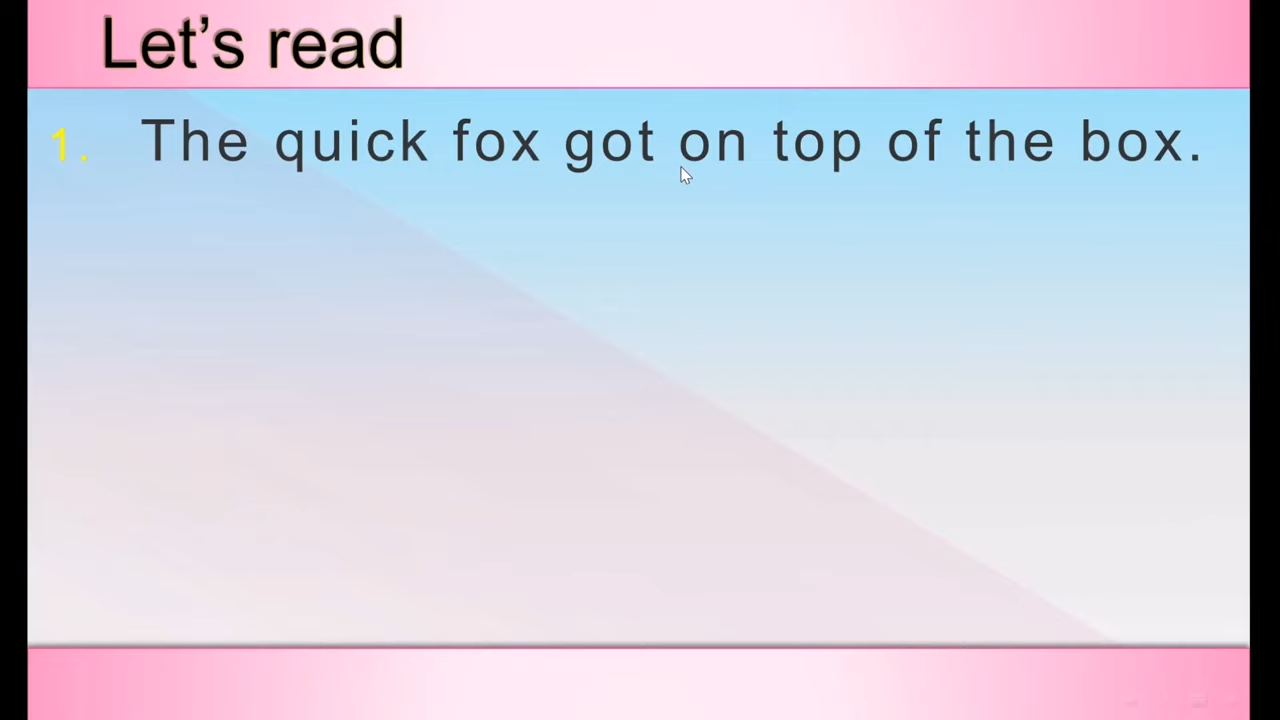 Let’s read
1. The quick fox got on top of the box.